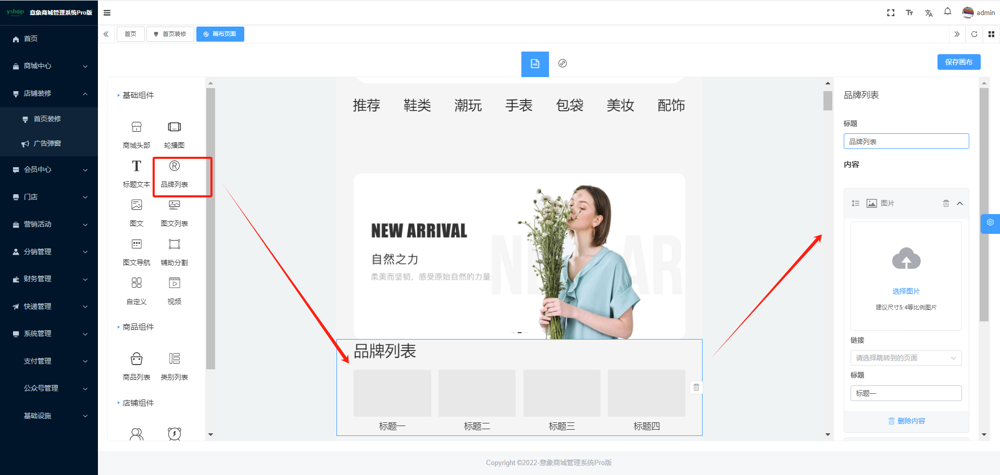 yshop 意象商城管理系统Pro版
admin
首页
首页装修
画布页面
保存画布
首页
商城中心
店铺装修
首页装修
广告弹窗
会员中心
门店
营销活动
分销管理
财务管理
快递管理
系统管理
支付管理
公众号管理
基础设施
基础组件
商城头部 轮播图
标题文本 品牌列表
图文 图文列表
图文导航 辅助分割
自定义 视频
商品组件
商品列表 类别列表
店铺组件
推荐 鞋类 潮玩 手表 包袋 美妆 配饰
NEW ARRIVAL
自然之力
柔美而坚韧，感受原始自然的力量
品牌列表
标题一 标题二 标题三 标题四
品牌列表
标题
品牌列表
内容
图片
选择图片
建议尺寸5:4等比例图片
链接
请选择跳转到的页面
标题
标题一
删除内容
Copyright ©2022-意象商城管理系统Pro版